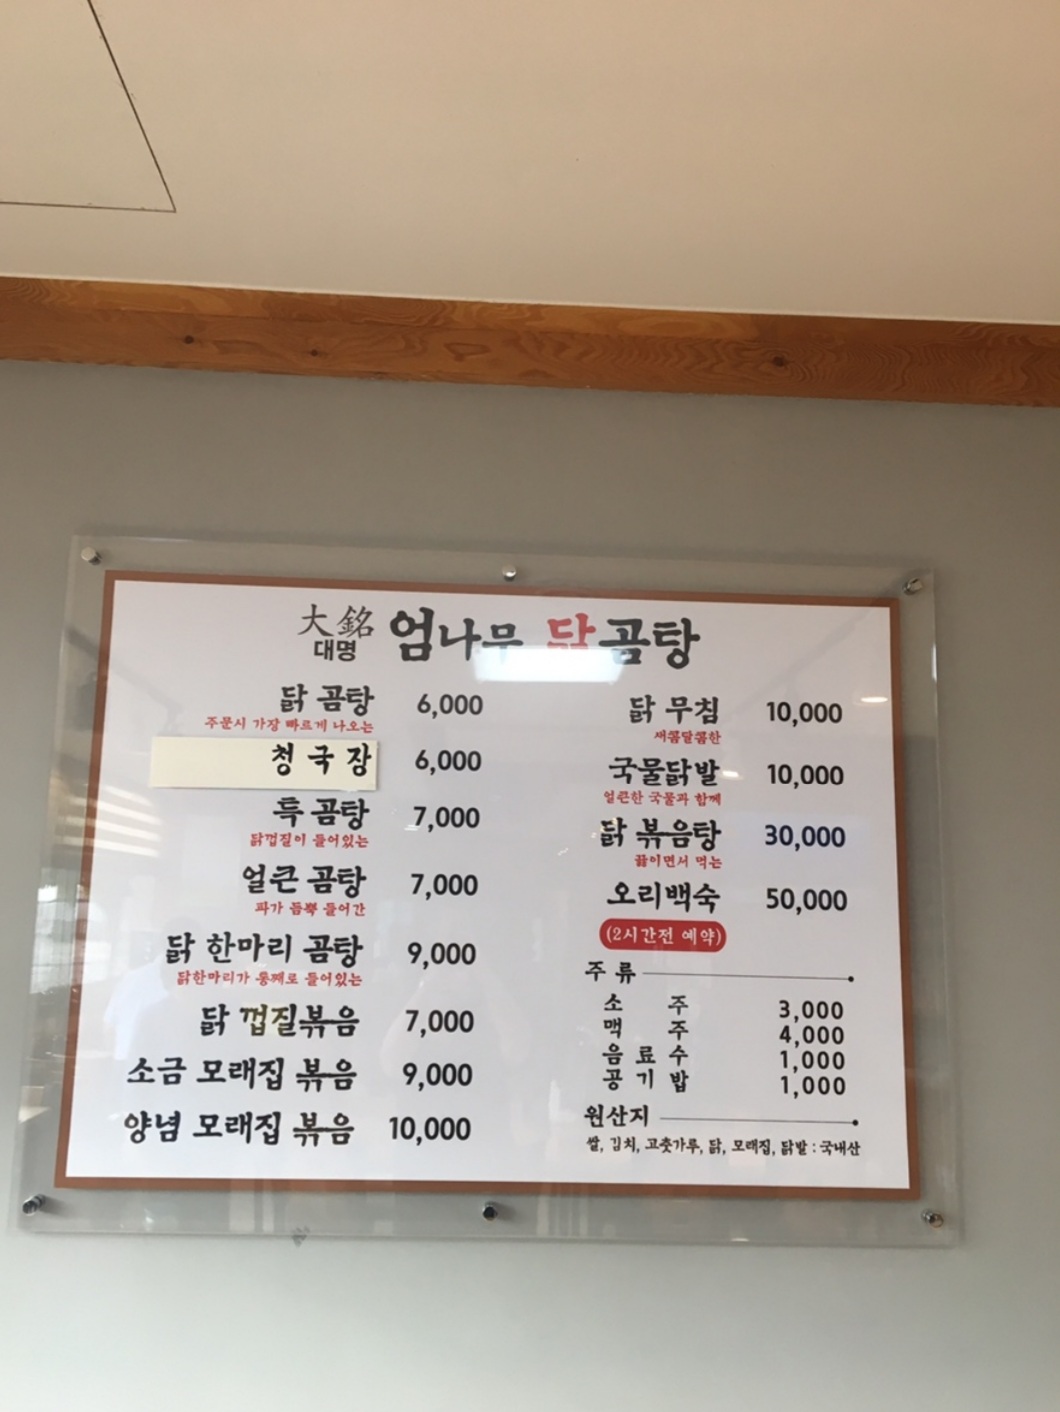 大銘
대명
엄나무 닭곰탕
닭 곰탕 6,000
주문시 가장 빠르게 나오는
청국장 6,000
특 곰탕 7,000
닭껍질이 들어있는
얼큰 곰탕 7,000
파가 듬뿍 들어간
닭 한마리 곰탕 9,000
닭한마리가 통째로 들어있는
닭 껍질볶음 7,000
소금 모래집 볶음 9,000
양념 모래집 볶음 10,000
닭 무침 10,000
새콤달콤한
국물닭발 10,000
얼큰한 국물과 함께
닭 볶음탕 30,000
끓이면서 먹는
오리백숙 50,000
(2시간전 예약)
주류
소 주 3,000
맥 주 4,000
음료수 1,000
공기밥 1,000
원산지
쌀, 김치, 고춧가루, 닭, 모래집, 닭발 : 국내산